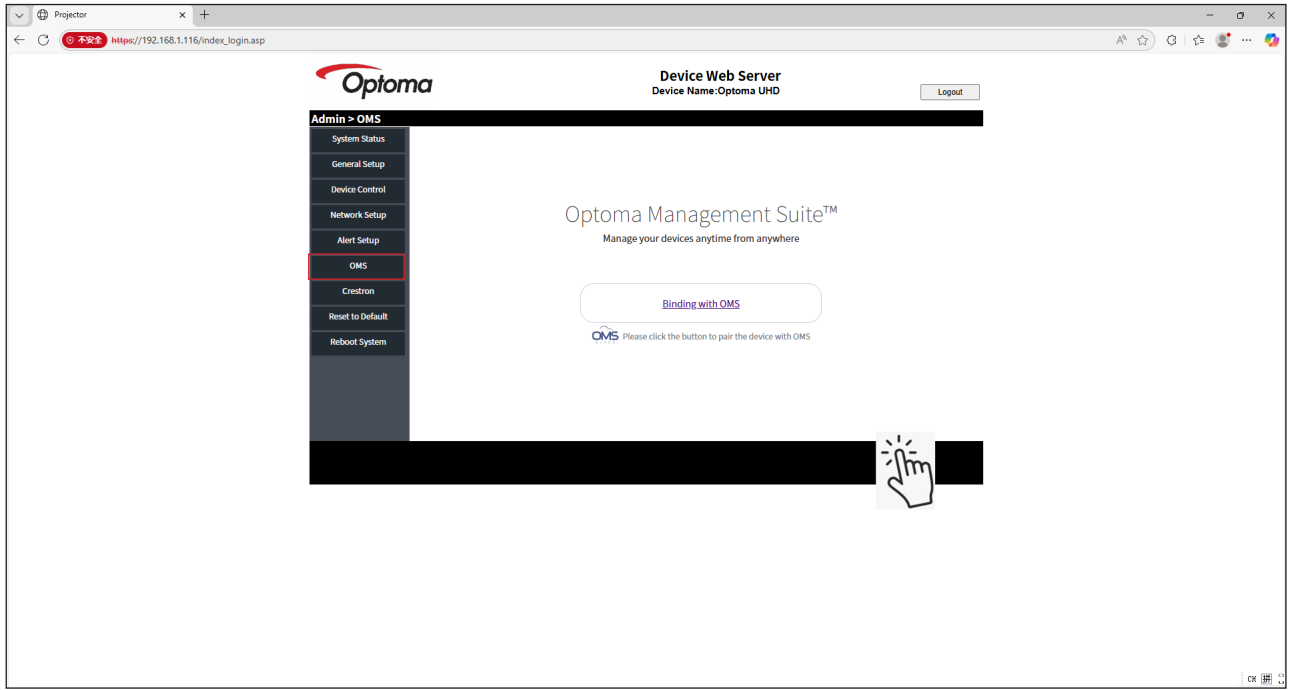 Projector
不安全 https://192.168.1.116/index_login.asp
Optoma
Device Web Server
Device Name:Optoma UHD
Logout
Admin > OMS
System Status
General Setup
Device Control
Network Setup
Alert Setup
OMS
Crestron
Reset to Default
Reboot System
Optoma Management Suite™
Manage your devices anytime from anywhere
Binding with OMS
OMS Please click the button to pair the device with OMS
CH 拼